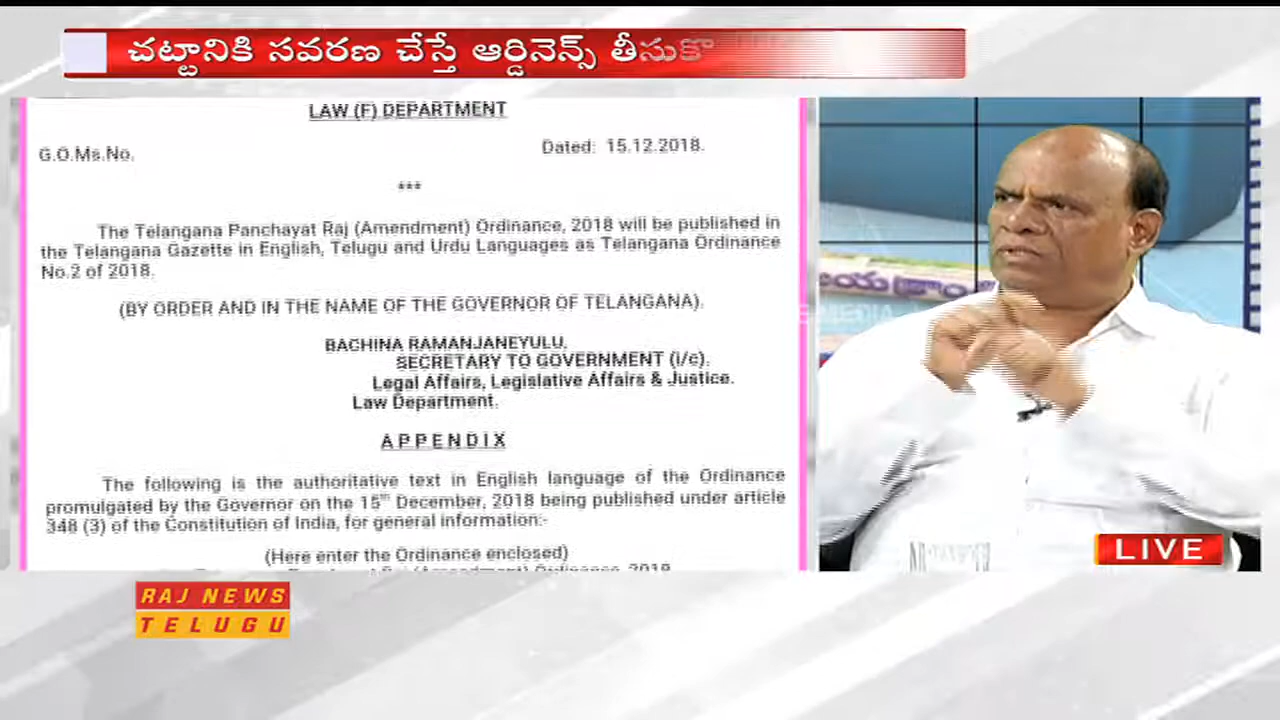 చట్టానికి సవరణ చేస్తే ఆర్డినెన్స్ తీసుకొ
LAW (F) DEPARTMENT
G.O.Ms.No.
Dated: 15.12.2018.
***
The Telangana Panchayat Raj (Amendment) Ordinance, 2018 will be published in
the Telangana Gazette in English, Telugu and Urdu Languages as Telangana Ordinance
No.2 of 2018.
(BY ORDER AND IN THE NAME OF THE GOVERNOR OF TELANGANA).
BACHINA RAMANJANEYULU,
SECRETARY TO GOVERNMENT (i/c).
Legal Affairs, Legislative Affairs & Justice.
Law Department.
APPENDIX
The following is the authoritative text in English language of the Ordinance
promulgated by the Governor on the 15th December, 2018 being published under article
348 (3) of the Constitution of India, for general information:-
(Here enter the Ordinance enclosed)
Raj (Amendment) Ordinance, 2018
LIVE
RAJ NEWS
TELUGU